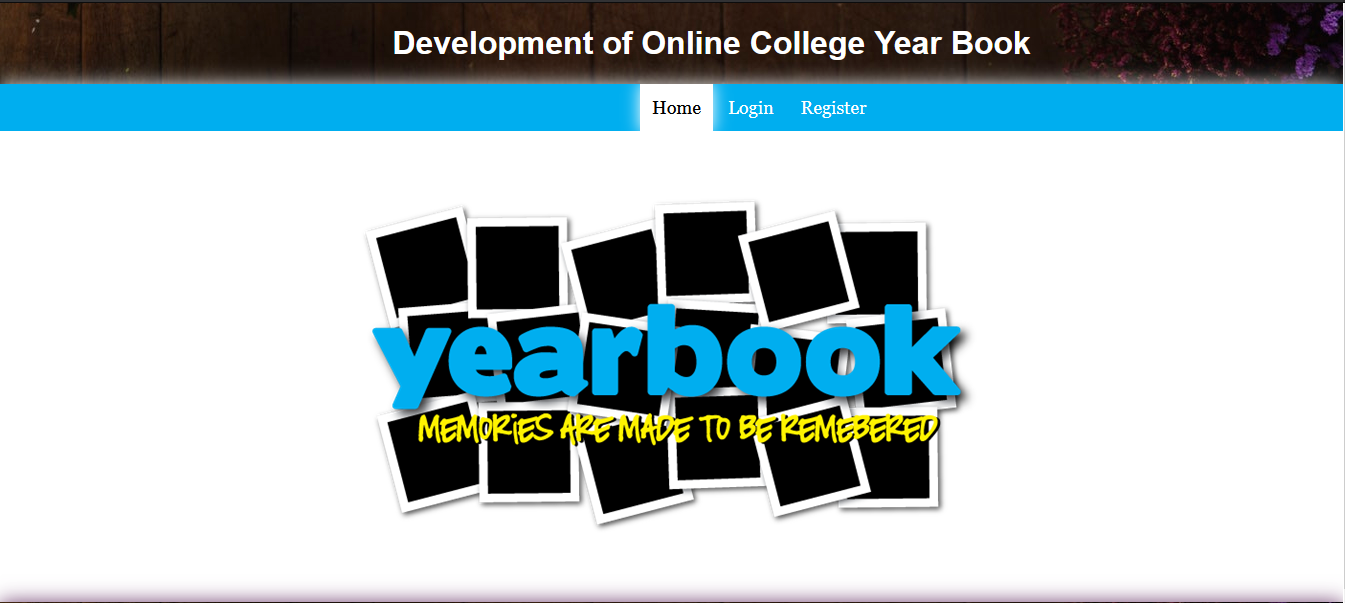 Development of Online College Year Book
Home Login Register
yearbook
MEMORiES ARE MADE TO BE REMEBERED